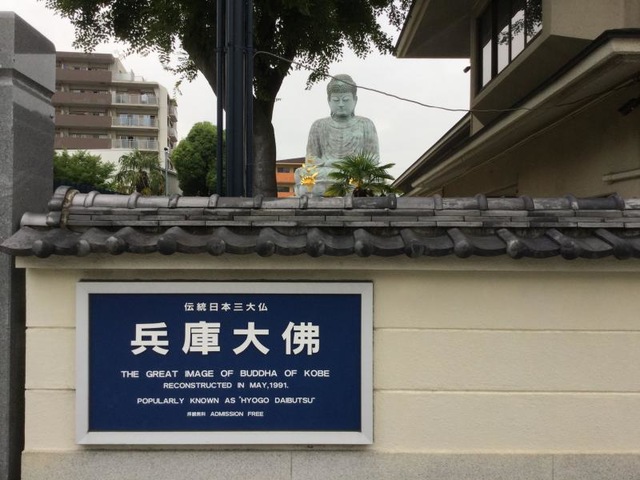 伝統日本三大仏
兵庫大佛
THE GREAT IMAGE OF BUDDHA OF KOBE
RECONSTRUCTED IN MAY,1991.
POPULARLY KNOWN AS "HYOGO DAIBUTSU"
拝観無料 ADMISSION FREE